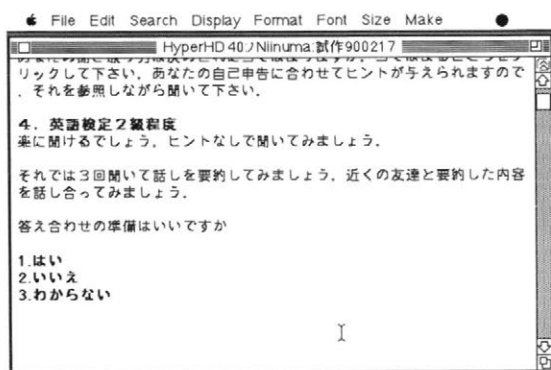 File Edit Search Display Format Font Size Make
HyperHD 40ﾉNiinuma:試作900217
リックして下さい．あなたの自己申告に合わせてヒントが与えられますので
，それを参照しながら聞いて下さい．
4．英語検定2級程度
楽に聞けるでしょう．ヒントなしで聞いてみましょう．
それでは3回聞いて話しを要約してみましょう．近くの友達と要約した内容
を話し合ってみましょう．
答え合わせの準備はいいですか
1.はい
2.いいえ
3.わからない